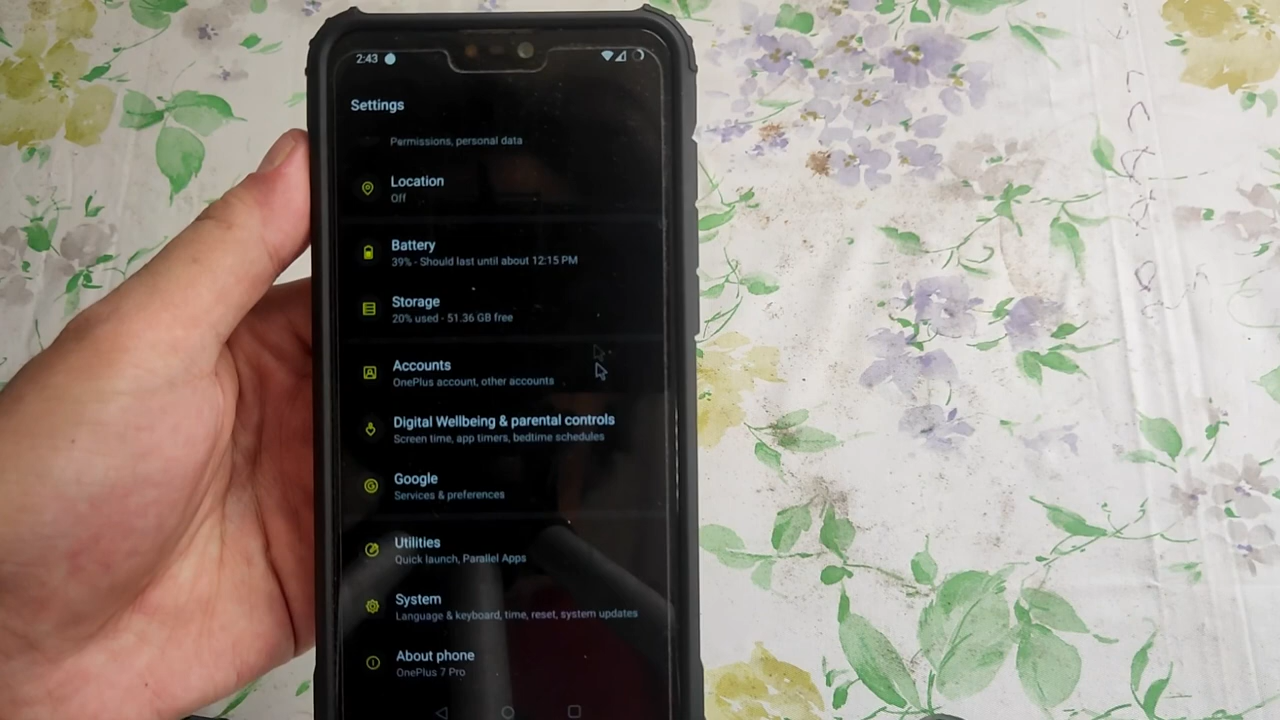 2:43
Settings
Permissions, personal data
Location
Off
Battery
39% - Should last until about 12:15 PM
Storage
20% used - 51.36 GB free
Accounts
OnePlus account, other accounts
Digital Wellbeing & parental controls
Screen time, app timers, bedtime schedules
Google
Services & preferences
Utilities
Quick launch, Parallel Apps
System
Language & keyboard, time, reset, system updates
About phone
OnePlus 7 Pro